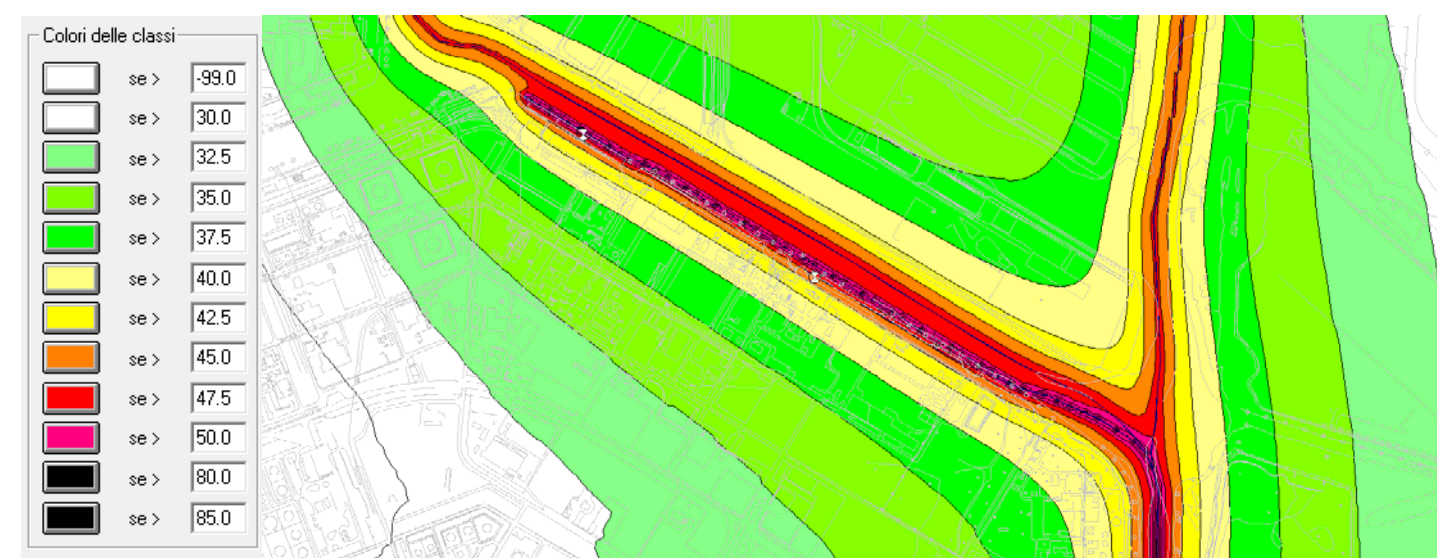 Colori delle classi
se > -99.0
se > 30.0
se > 32.5
se > 35.0
se > 37.5
se > 40.0
se > 42.5
se > 45.0
se > 47.5
se > 50.0
se > 80.0
se > 85.0